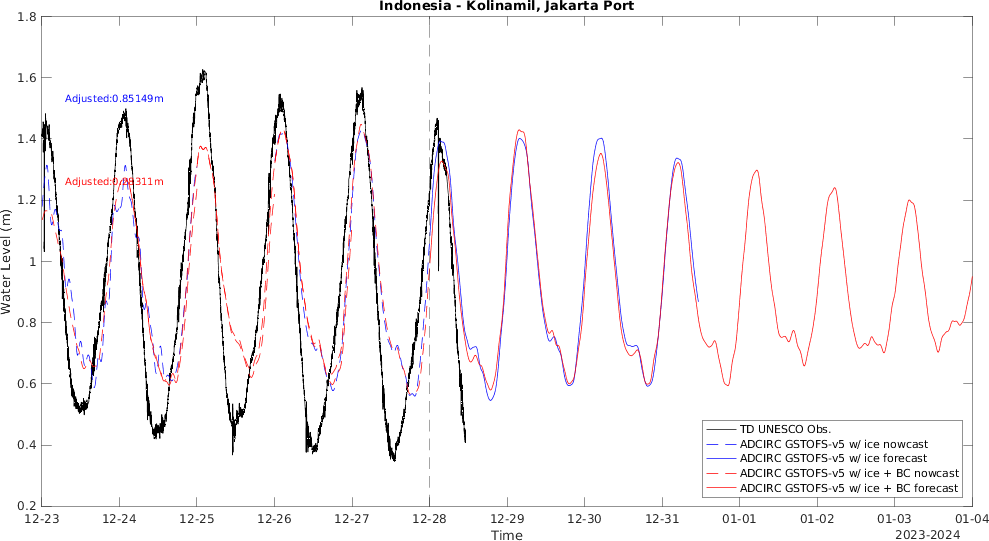 Indonesia - Kolinamil, Jakarta Port
1.8
1.6
1.4
1.2
1
0.8
0.6
0.4
0.2
Water Level (m)
Adjusted:0.85149m
Adjusted:0.89311m
TD UNESCO Obs.
ADCIRC GSTOFS-v5 w/ ice nowcast
ADCIRC GSTOFS-v5 w/ ice forecast
ADCIRC GSTOFS-v5 w/ ice + BC nowcast
ADCIRC GSTOFS-v5 w/ ice + BC forecast
12-23 12-24 12-25 12-26 12-27 12-28 12-29 12-30 12-31 01-01 01-02 01-03 01-04
Time
2023-2024